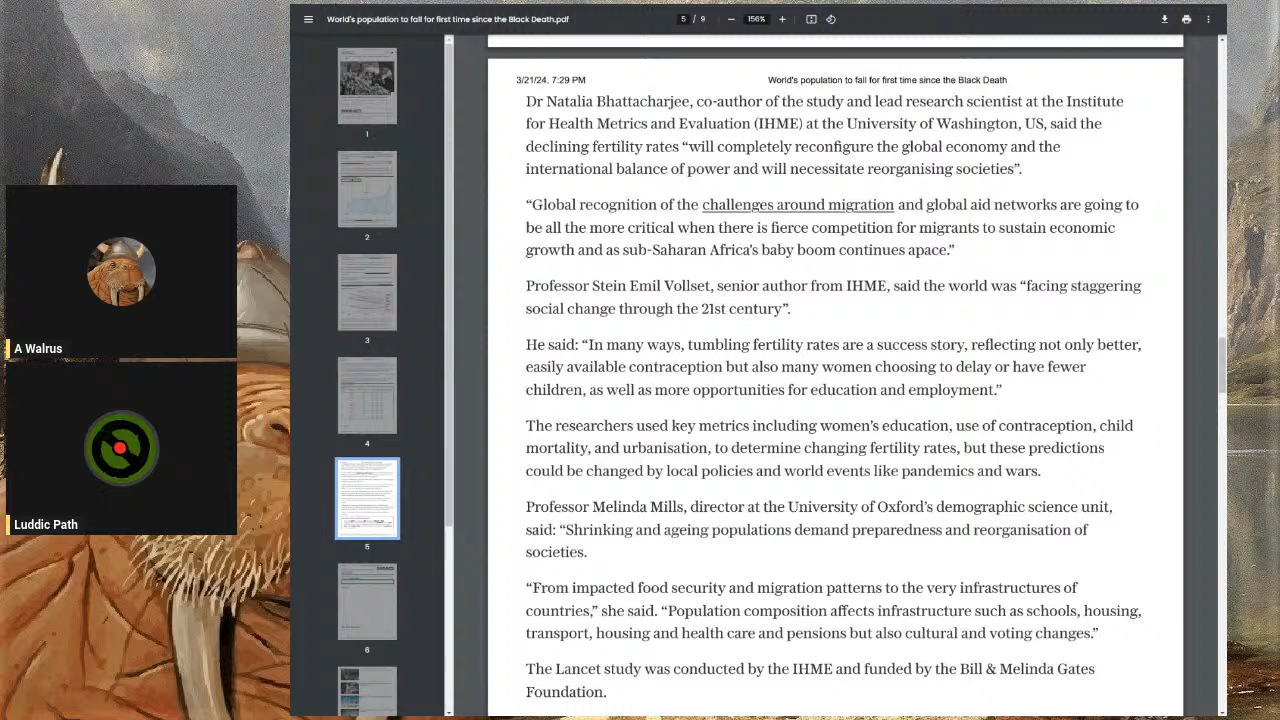 World's population to fall for first time since the Black Death.pdf
5 / 9
156%
1
2
3
4
5
6
A Walrus
Luddic Path
3/21/24, 7:29 PM
World's population to fall for first time since the Black Death
Dr Natalia Bhattacharjee, co-author of the study and lead research scientist at the Institute
for Health Metrics and Evaluation (IHME) at the University of Washington, US, said the
declining fertility rates “will completely reconfigure the global economy and the
international balance of power and will necessitate reorganising societies”.
“Global recognition of the challenges around migration and global aid networks are going to
be all the more critical when there is fierce competition for migrants to sustain economic
growth and as sub-Saharan Africa’s baby boom continues apace.”
Professor Stein Emil Vollset, senior author from IHME, said the world was “facing staggering
social change through the 21st century”.
He said: “In many ways, tumbling fertility rates are a success story, reflecting not only better,
easily available contraception but also many women choosing to delay or have fewer
children, as well as more opportunities for education and employment.”
The researchers used key metrics including women’s education, use of contraception, child
mortality, and urbanisation, to determine changing fertility rates, but these predictions
could be changed by local policies and world events like pandemics and wars.
Professor Melinda Mills, director at the University of Oxford’s demographic science unit,
said: “Shrinking and ageing populations demand preparedness and reorganisation of
societies.
“From impacted food security and migration patterns to the very infrastructures of
countries,” she said. “Population composition affects infrastructure such as schools, housing,
transport, housing and health care and pensions but also cultural and voting changes.”
The Lancet study was conducted by the IHME and funded by the Bill & Melinda Gates
Foundation.